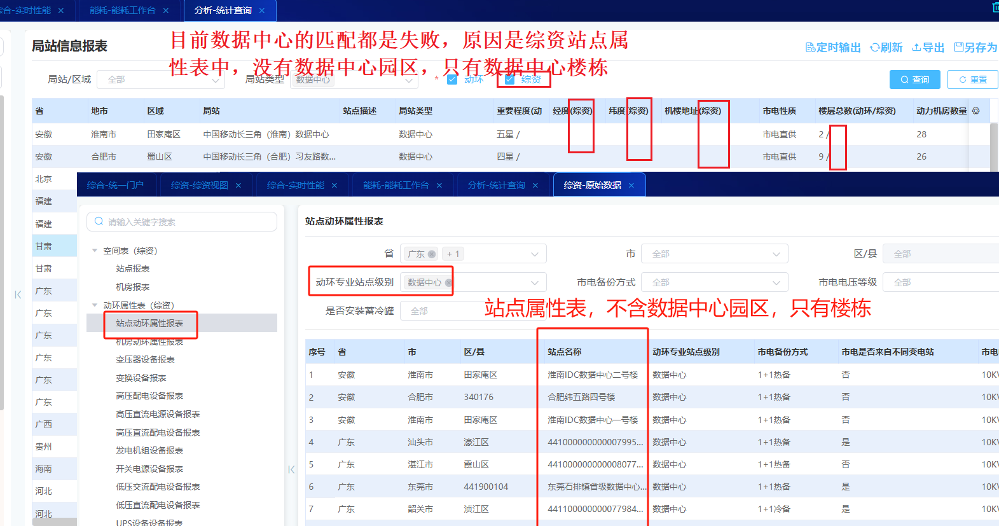 综合-实时性能 × 能耗-能耗工作台 × 分析-统计查询 ×
目前数据中心的匹配都是失败，原因是综资站点属
性表中，没有数据中心园区，只有数据中心楼栋
局站信息报表 定时输出 刷新 导出 另存为
局站/区域 全部 局站类型 数据中心 * 动环 综资 查询 重置
省 地市 区域 局站 站点描述 局站类型 重要程度(动 经度(综资) 纬度(综资) 机楼地址(综资) 市电性质 楼层总数(动环/综资) 动力机房数量
安徽 淮南市 田家庵区 中国移动长三角（淮南）数据中心 数据中心 五星 / 市电直供 2 / 28
安徽 合肥市 蜀山区 中国移动长三角（合肥）习友路数... 数据中心 四星 / 市电直供 9 / 26
北京
福建
福建
甘肃
甘肃
广东
广东
广东
广东
广东
广东
广西
贵州
海南
河北
河北
综合-统一门户 综资-综资视图 × 综合-实时性能 × 能耗-能耗工作台 × 分析-统计查询 × 综资-原始数据 ×
请输入关键字搜索
空间表（综资）
站点报表
机房报表
动环属性表（综资）
站点动环属性报表
机房动环属性报表
变压器设备报表
变换设备报表
高压配电设备报表
高压直流电源设备报表
高压直流配电设备报表
发电机组设备报表
开关电源设备报表
低压交流配电设备报表
低压直流配电设备报表
UPS设备设备报表
站点动环属性报表
省 广东 + 1 市 全部 区/县 全部
动环专业站点级别 数据中心 市电备份方式 全部 市电电压等级 全部
是否安装蓄冷罐 全部
站点属性表，不含数据中心园区，只有楼栋
序号 省 市 区/县 站点名称 动环专业站点级别 市电备份方式 市电是否来自不同变电站 市电
1 安徽 淮南市 田家庵区 淮南IDC数据中心二号楼 数据中心 1+1热备 否 10KV
2 安徽 合肥市 340176 合肥纬五路四号楼 数据中心 1+1热备 否 10KV
3 安徽 淮南市 田家庵区 淮南IDC数据中心一号楼 数据中心 1+1热备 否 10KV
4 广东 汕头市 濠江区 441000000000007995... 数据中心 1+1热备 是 10KV
5 广东 湛江市 霞山区 441000000000008077... 数据中心 1+1热备 否 10KV
6 广东 东莞市 441900104 东莞石排镇省级数据中心... 数据中心 1+1热备 是 10KV
7 广东 韶关市 浈江区 441100000000077984... 数据中心 1+1冷备 是 10KV